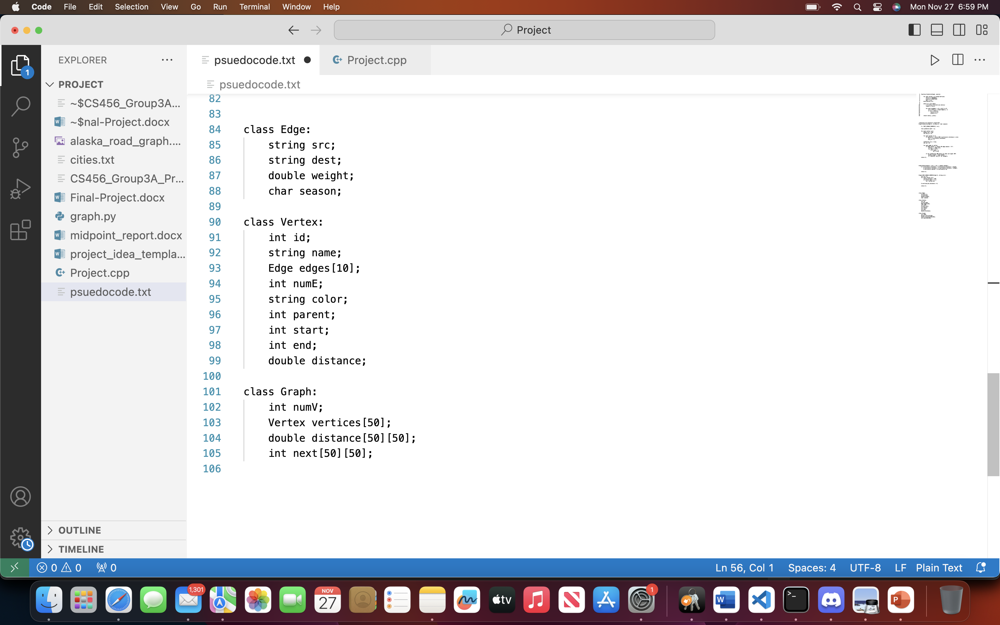 Code File Edit Selection View Go Run Terminal Window Help Mon Nov 27 6:59 PM
Project
EXPLORER
1
PROJECT
~$CS456_Group3A...
~$nal-Project.docx
alaska_road_graph....
cities.txt
CS456_Group3A_Pr...
Final-Project.docx
graph.py
midpoint_report.docx
project_idea_templa...
Project.cpp
psuedocode.txt
OUTLINE
TIMELINE
psuedocode.txt Project.cpp
psuedocode.txt
82
83
84 class Edge:
85 string src;
86 string dest;
87 double weight;
88 char season;
89
90 class Vertex:
91 int id;
92 string name;
93 Edge edges[10];
94 int numE;
95 string color;
96 int parent;
97 int start;
98 int end;
99 double distance;
100
101 class Graph:
102 int numV;
103 Vertex vertices[50];
104 double distance[50][50];
105 int next[50][50];
106
0 0 0 Ln 56, Col 1 Spaces: 4 UTF-8 LF Plain Text
1,301 NOV 27 tv 1 W >_ P